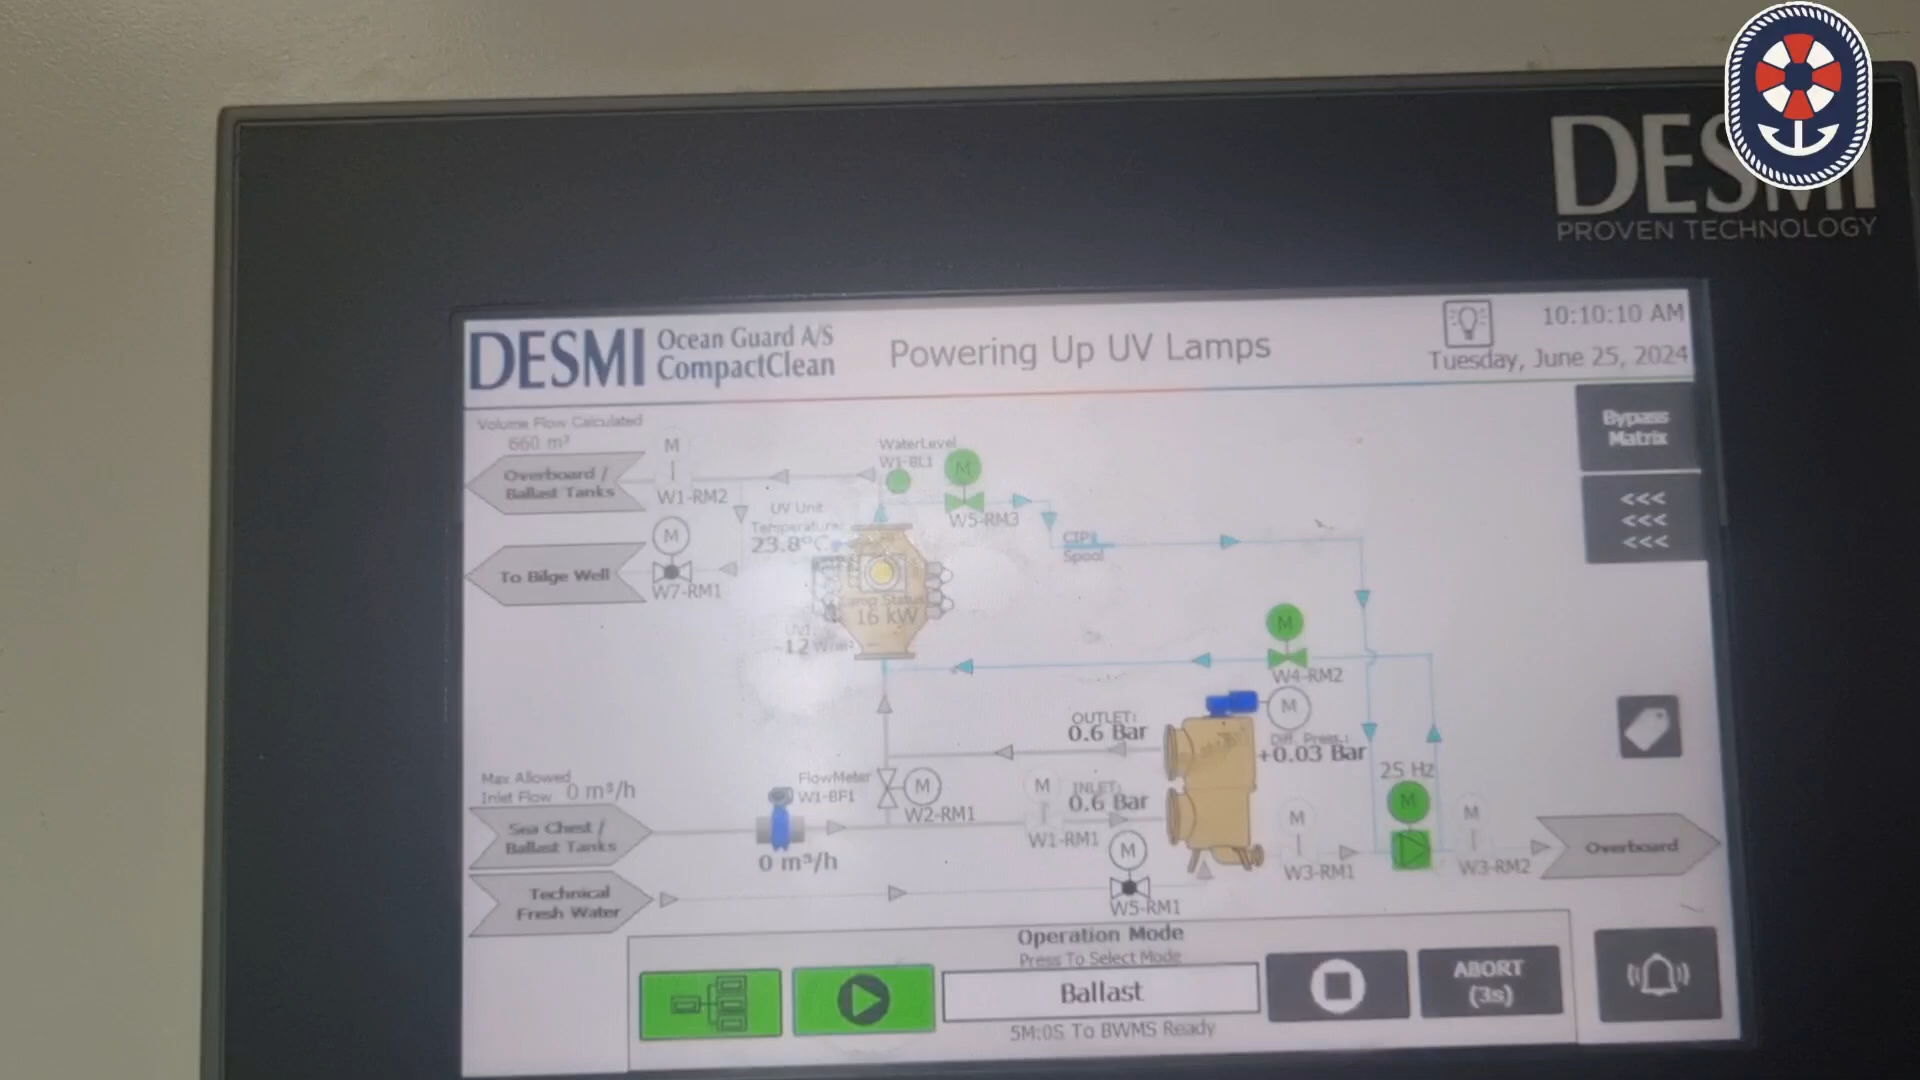 DESMI
PROVEN TECHNOLOGY
DESMI Ocean Guard A/S
CompactClean
Powering Up UV Lamps
10:10:10 AM
Tuesday, June 25, 2024
Bypass
Matrix
<<<
<<<
<<<
Volume Flow Calculated
660 m³
M
Overboard /
Ballast Tanks
W1-RM2
WaterLevel
W1-BL1
M
W5-RM3
UV Unit
Temperature:
23.8°C
M
To Bilge Well
W7-RM1
CIP
Spool
Lamp Status
16 kW
12 W/m²
M
W4-RM2
M
OUTLET:
0.6 Bar
Diff. Press.:
+0.03 Bar
25 Hz
M
Max Allowed
Inlet Flow 0 m³/h
FlowMeter
W1-BF1
M
W2-RM1
M
INLET:
0.6 Bar
W1-RM1
M
W3-RM1
M
W3-RM2
Sea Chest /
Ballast Tanks
0 m³/h
M
Overboard
Technical
Fresh Water
W5-RM1
Operation Mode
Press To Select Mode
Ballast
5M:0S To BWMS Ready
ABORT
(3s)